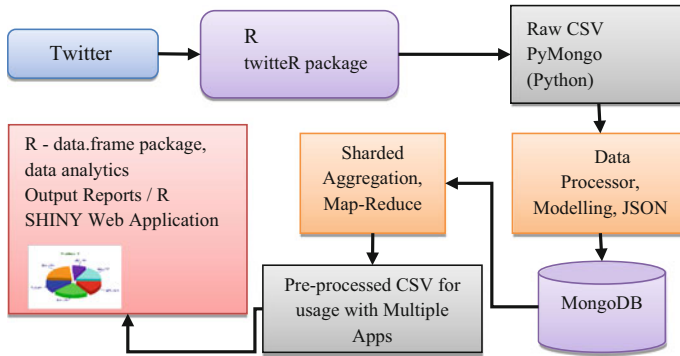 Twitter
R
twitteR package
Raw CSV
PyMongo
(Python)
Data
Processor,
Modelling, JSON
MongoDB
Sharded
Aggregation,
Map-Reduce
Pre-processed CSV for
usage with Multiple
Apps
R - data.frame package,
data analytics
Output Reports / R
SHINY Web Application